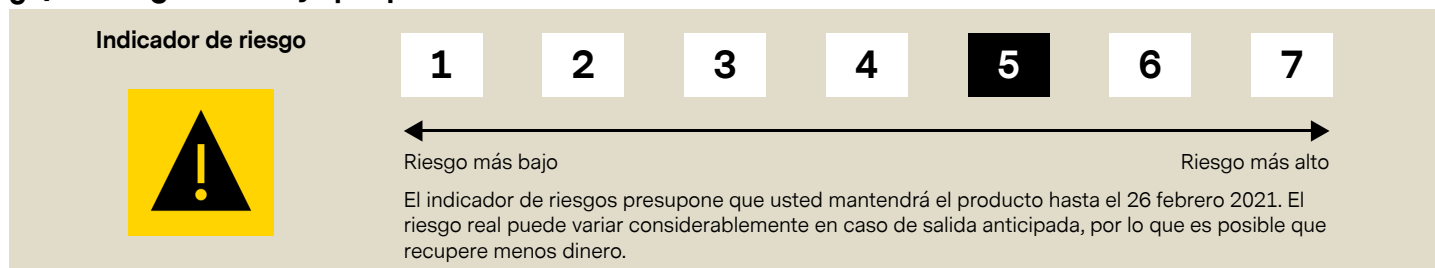 Indicador de riesgo
1 2 3 4 5 6 7
Riesgo más bajo
Riesgo más alto
El indicador de riesgos presupone que usted mantendrá el producto hasta el 26 febrero 2021. El
riesgo real puede variar considerablemente en caso de salida anticipada, por lo que es posible que
recupere menos dinero.